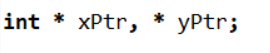 int * xPtr, * yPtr;